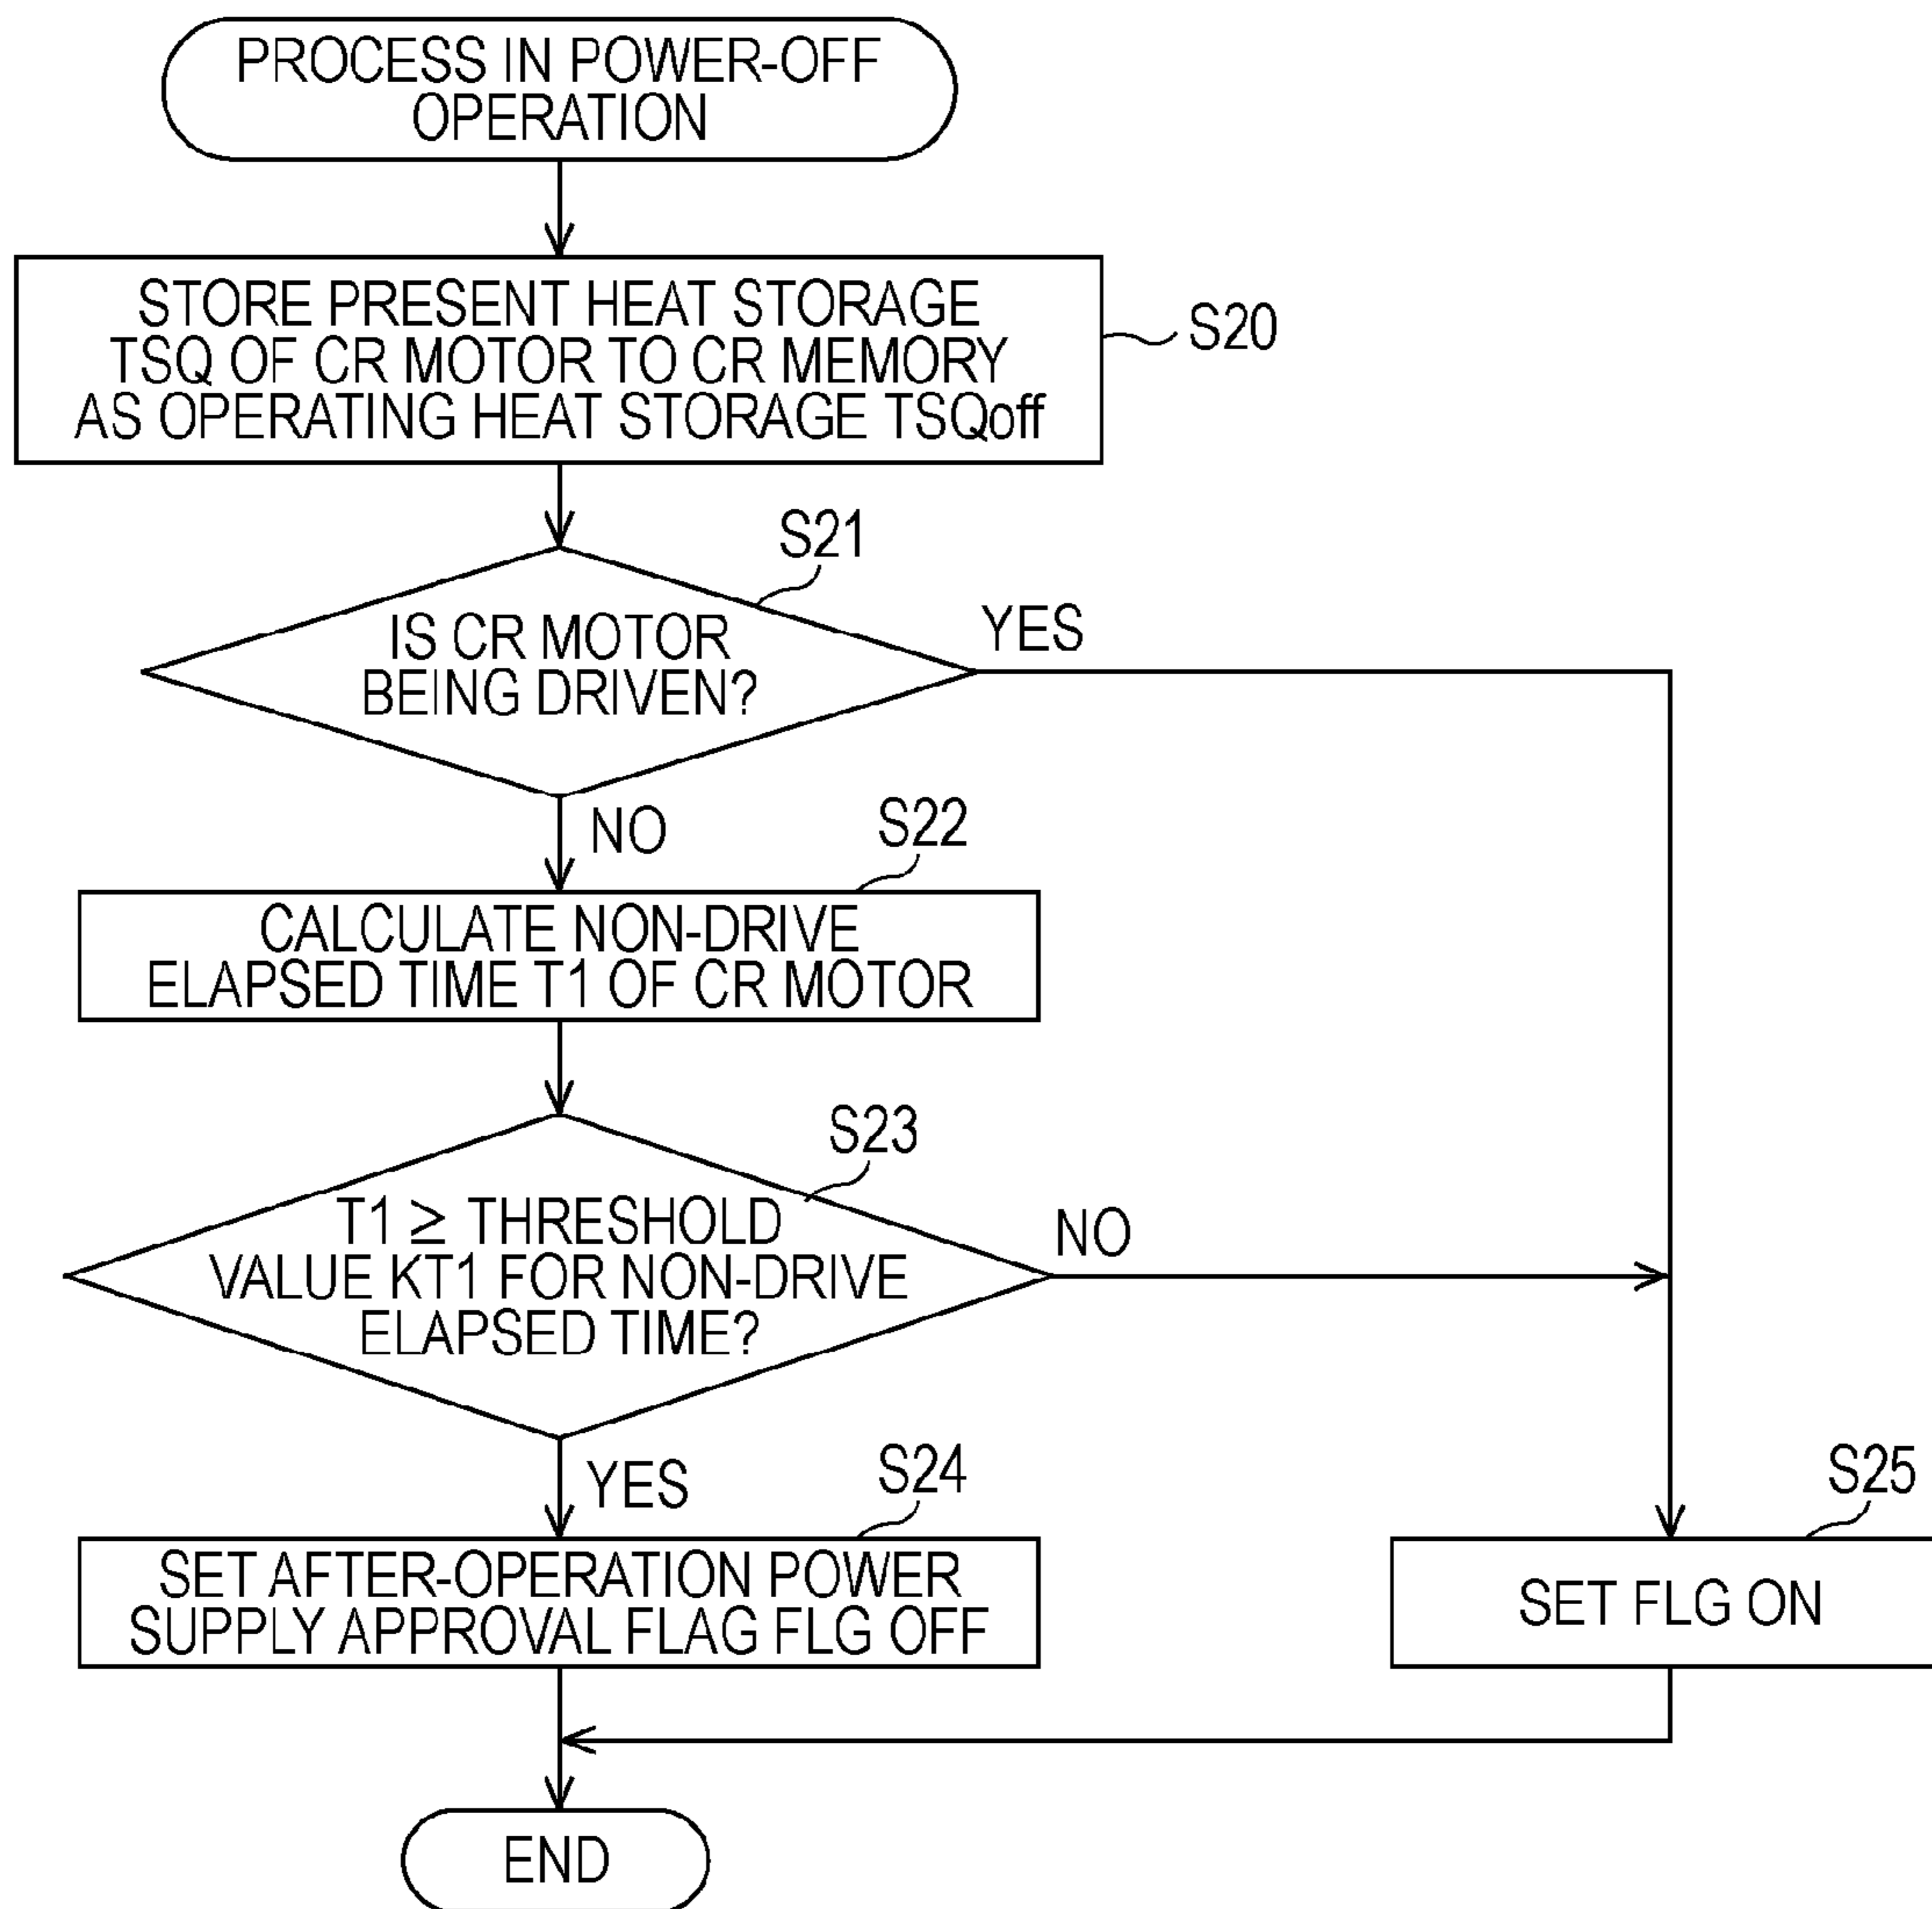 PROCESS IN POWER-OFF
OPERATION
STORE PRESENT HEAT STORAGE
TSQ OF CR MOTOR TO CR MEMORY
AS OPERATING HEAT STORAGE TSQoff
S20
S21
IS CR MOTOR
BEING DRIVEN?
YES
NO
S22
CALCULATE NON-DRIVE
ELAPSED TIME T1 OF CR MOTOR
S23
T1 ≥ THRESHOLD
VALUE KT1 FOR NON-DRIVE
ELAPSED TIME?
NO
YES
S24
SET AFTER-OPERATION POWER
SUPPLY APPROVAL FLAG FLG OFF
S25
SET FLG ON
END